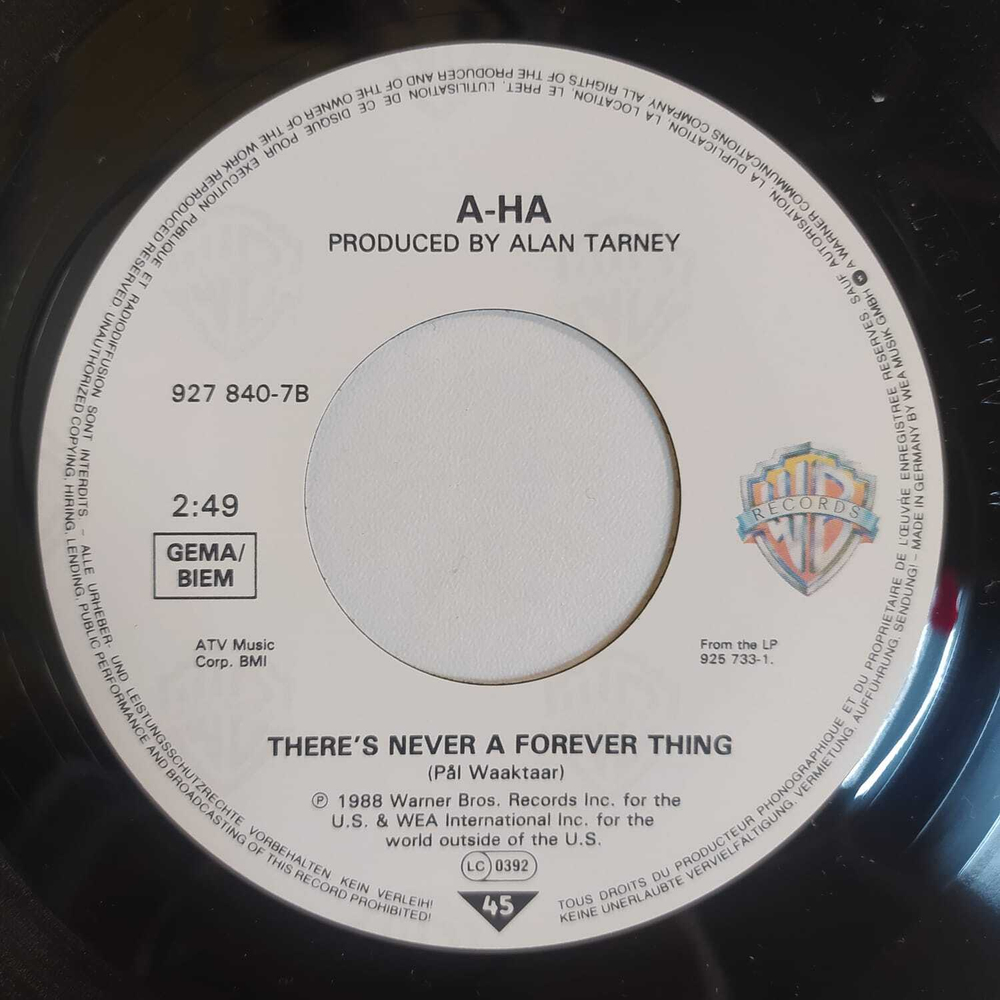 A-HA
PRODUCED BY ALAN TARNEY
927 840-7B
2:49
GEMA/
BIEM
ATV Music
Corp. BMI
RECORDS
From the LP
925 733-1.
THERE'S NEVER A FOREVER THING
(Pål Waaktaar)
Ⓟ 1988 Warner Bros. Records Inc. for the
U.S. & WEA International Inc. for the
world outside of the U.S.
LC 0392
45
TOUS DROITS DU PRODUCTEUR PHONOGRAPHIQUE ET DU PROPRIETAIRE DE L'ŒUVRE ENREGISTREE RESERVES SAUF AUTORISATION, LA DUPLICATION, LA LOCATION, LE PRET, L'UTILISATION DE CE DISQUE POUR EXECUTION PUBLIQUE ET RADIODIFFUSION SONT INTERDITS. – ALLE URHEBER- UND LEISTUNGSSCHUTZRECHTE VORBEHALTEN KEIN VERLEIH!
KEINE UNERLAUBTE VERVIELFÄLTIGUNG, VERMIETUNG, AUFFÜHRUNG, SENDUNG! – MADE IN GERMANY BY WEA MUSIK GMBH A WARNER COMMUNICATIONS COMPANY ALL RIGHTS OF THE PRODUCER AND OF THE OWNER OF THE WORK REPRODUCED RESERVED UNAUTHORIZED COPYING, HIRING, LENDING, PUBLIC PERFORMANCE AND BROADCASTING OF THIS RECORD PROHIBITED!